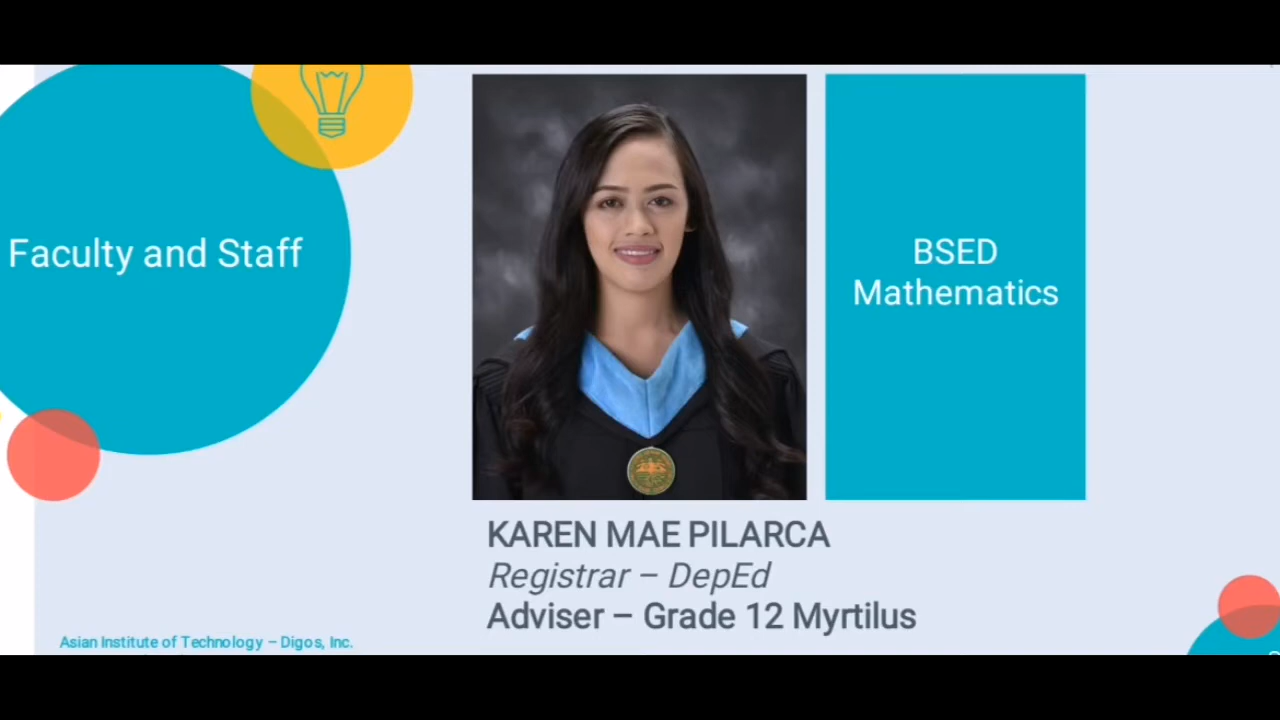 Faculty and Staff
BSED
Mathematics
KAREN MAE PILARCA
Registrar – DepEd
Adviser – Grade 12 Myrtilus
Asian Institute of Technology – Digos, Inc.